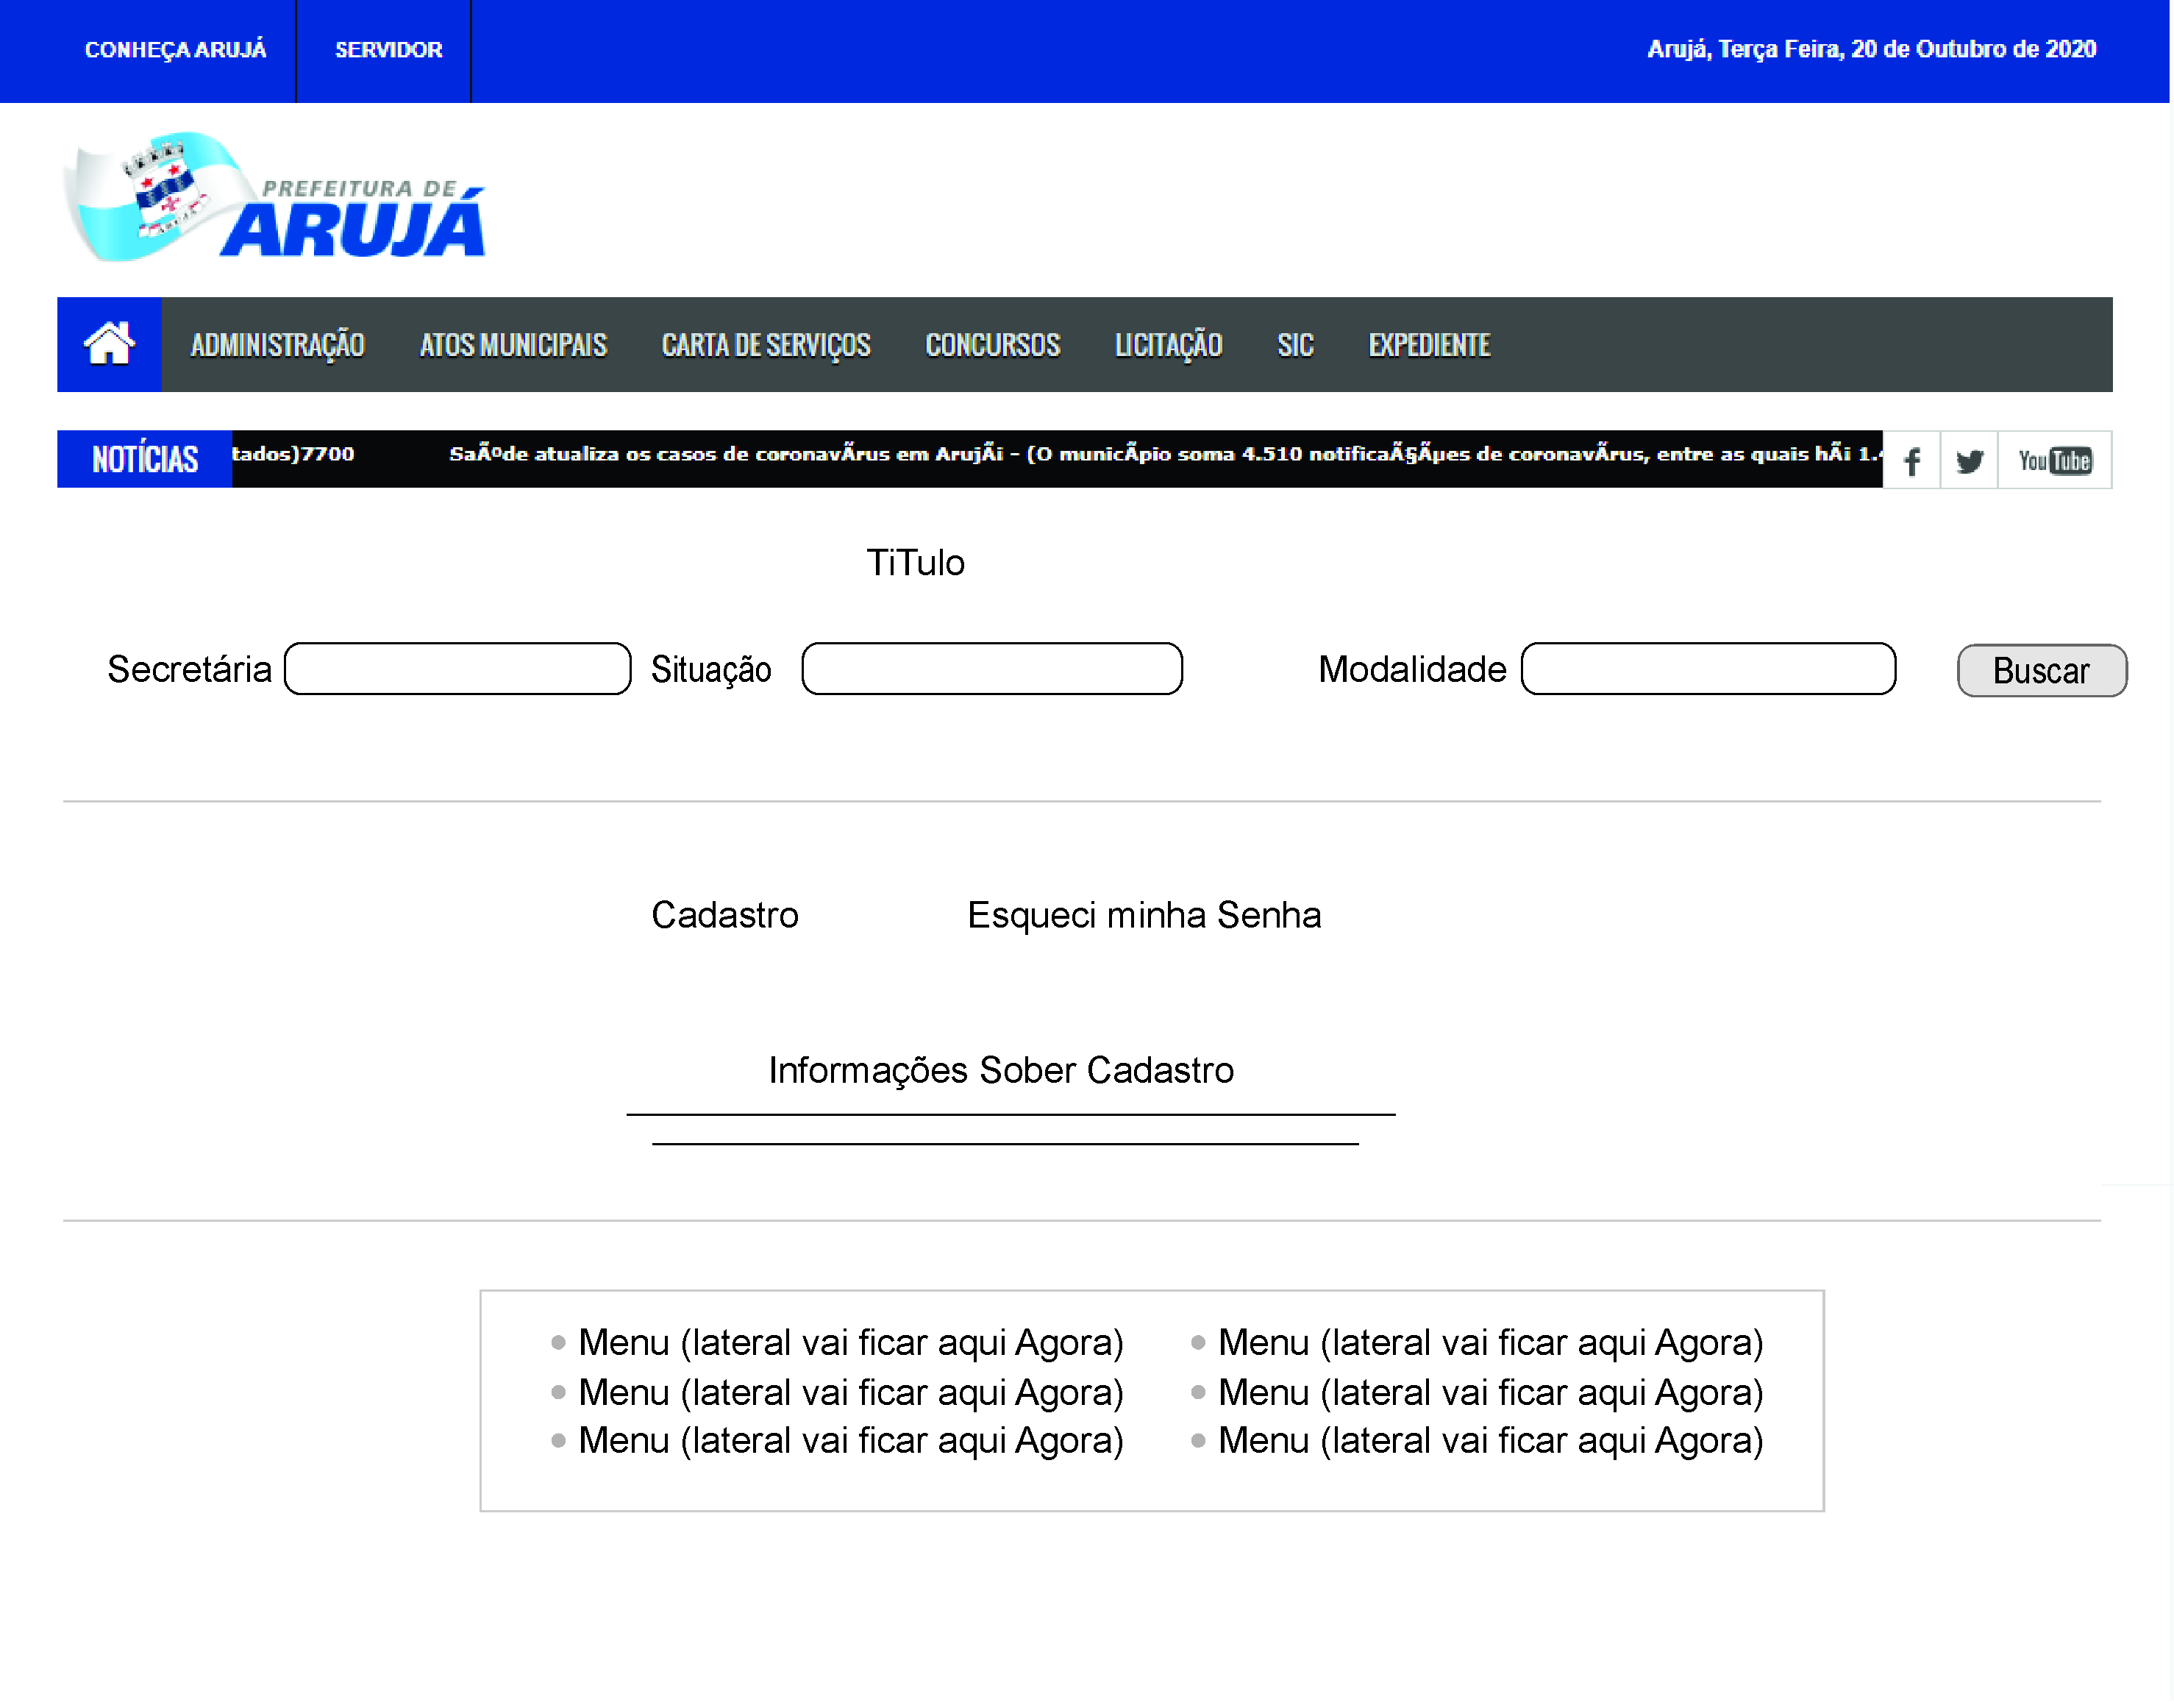 CONHEÇA ARUJÁ SERVIDOR Arujá, Terça Feira, 20 de Outubro de 2020
PREFEITURA DE
ARUJÁ
ADMINISTRAÇÃO ATOS MUNICIPAIS CARTA DE SERVIÇOS CONCURSOS LICITAÇÃO SIC EXPEDIENTE
NOTÍCIAS tados)7700 SaÃºde atualiza os casos de coronavÃrus em ArujÃi - (O municÃpio soma 4.510 notificaÃ§Ãµes de coronavÃrus, entre as quais hÃi 1.4 f You Tube
TiTulo
Secretária Situação Modalidade Buscar
Cadastro Esqueci minha Senha
Informações Sober Cadastro
Menu (lateral vai ficar aqui Agora) Menu (lateral vai ficar aqui Agora)
Menu (lateral vai ficar aqui Agora) Menu (lateral vai ficar aqui Agora)
Menu (lateral vai ficar aqui Agora) Menu (lateral vai ficar aqui Agora)